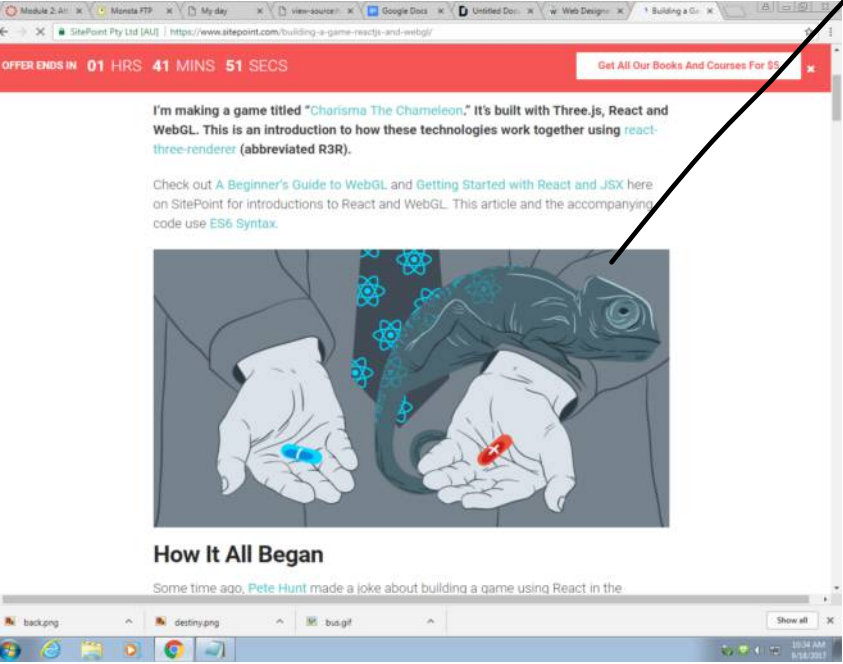 Module 2: Att
Monsta FTP
My day
view-source:h
Google Docs
Untitled Doc
Web Designe
Building a Ga
SitePoint Pty Ltd [AU] | https://www.sitepoint.com/building-a-game-reactjs-and-webgl/
OFFER ENDS IN 01 HRS 41 MINS 51 SECS
Get All Our Books And Courses For $5
I'm making a game titled “Charisma The Chameleon.” It's built with Three.js, React and
WebGL. This is an introduction to how these technologies work together using react-
three-renderer (abbreviated R3R).
Check out A Beginner's Guide to WebGL and Getting Started with React and JSX here
on SitePoint for introductions to React and WebGL. This article and the accompanying
code use ES6 Syntax.
How It All Began
Some time ago, Pete Hunt made a joke about building a game using React in the
back.png
destiny.png
bus.gif
Show all
10:34 AM
9/18/2017